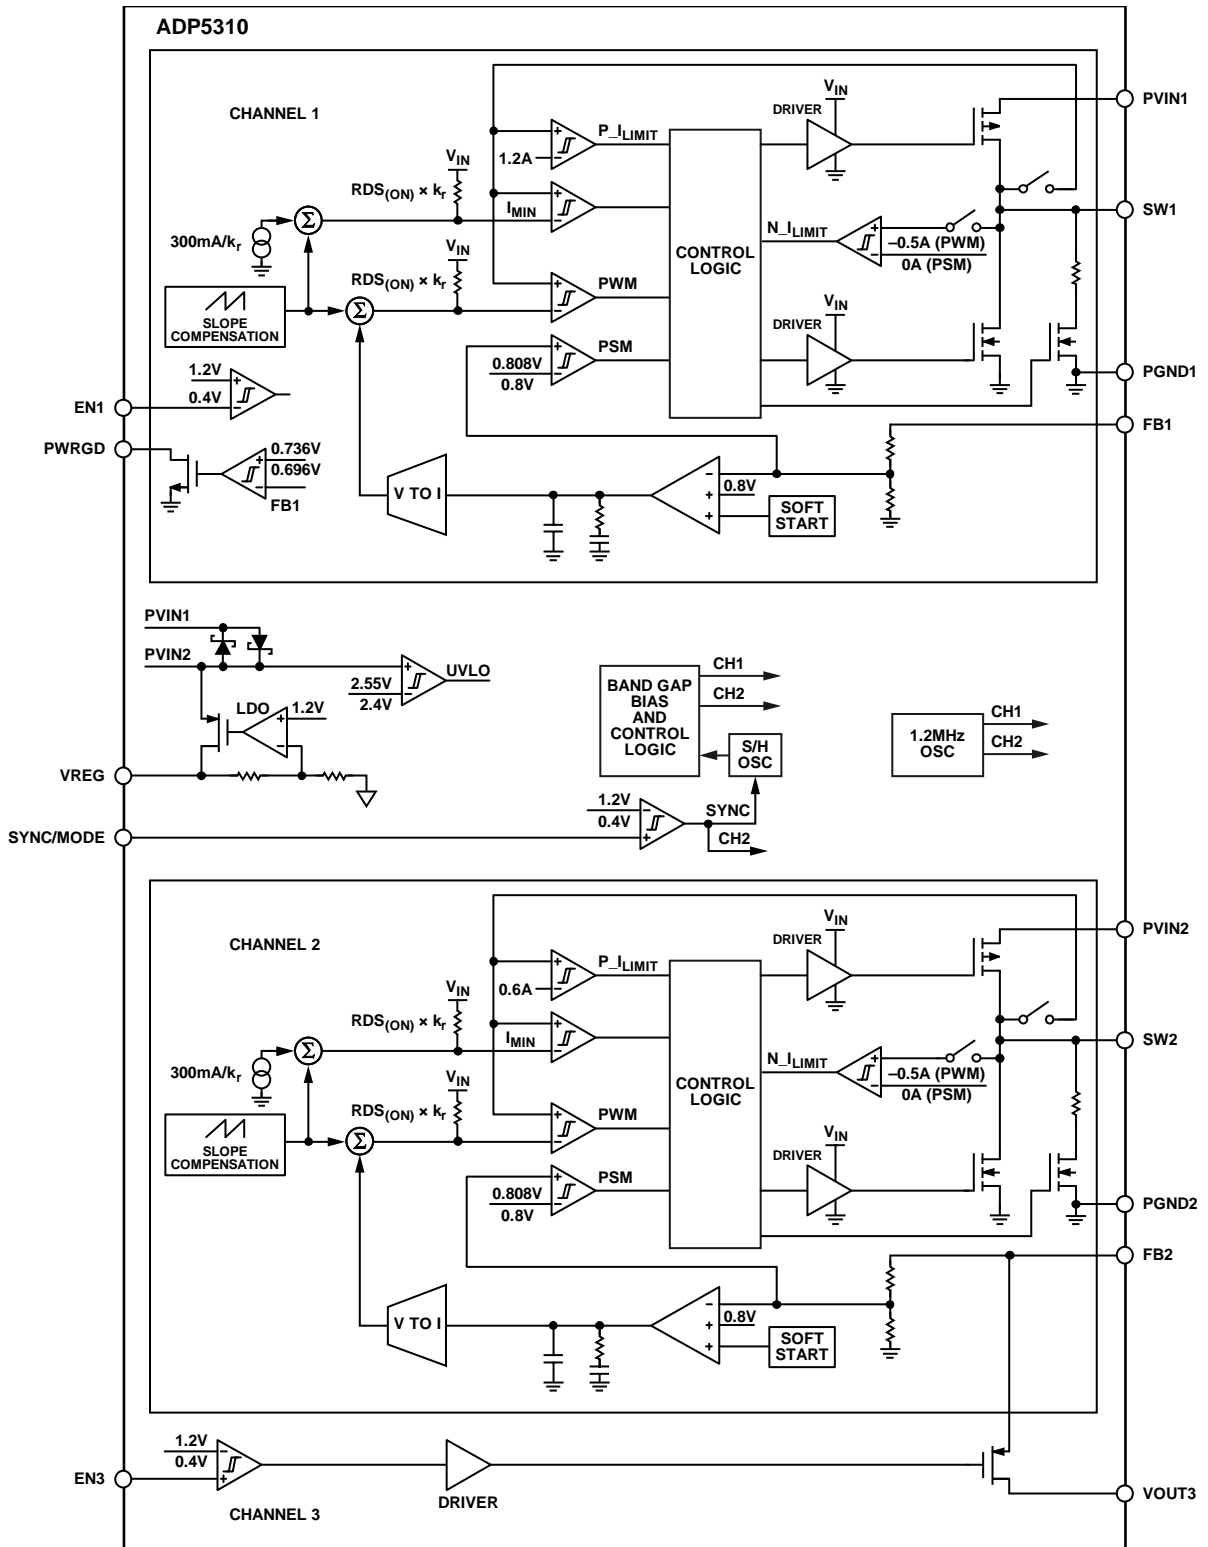 ADP5310
CHANNEL 1
300mA/kr
Σ
RDS(ON) × kr
VIN
SLOPE
COMPENSATION
Σ
RDS(ON) × kr
VIN
+
1.2A
−
P_ILIMIT
+
IMIN
−
+
−
PWM
+
0.808V
0.8V
−
PSM
CONTROL
LOGIC
DRIVER
VIN
N_ILIMIT
+
−
−0.5A (PWM)
0A (PSM)
DRIVER
VIN
PVIN1
SW1
PGND1
FB1
EN1
1.2V
0.4V
+
−
PWRGD
+
−
0.736V
0.696V
FB1
V TO I
−
+
+
0.8V
SOFT
START
PVIN1
PVIN2
2.55V
2.4V
+
−
UVLO
LDO
+
−
1.2V
VREG
BAND GAP
BIAS
AND
CONTROL
LOGIC
CH1
CH2
S/H
OSC
1.2MHz
OSC
CH1
CH2
SYNC/MODE
1.2V
0.4V
−
+
SYNC
CH2
CHANNEL 2
300mA/kr
Σ
RDS(ON) × kr
VIN
SLOPE
COMPENSATION
Σ
RDS(ON) × kr
VIN
+
0.6A
−
P_ILIMIT
+
IMIN
−
+
−
PWM
+
0.808V
0.8V
−
PSM
CONTROL
LOGIC
DRIVER
VIN
N_ILIMIT
+
−
−0.5A (PWM)
0A (PSM)
DRIVER
VIN
PVIN2
SW2
PGND2
FB2
V TO I
−
+
+
0.8V
SOFT
START
EN3
1.2V
0.4V
−
+
CHANNEL 3
DRIVER
VOUT3